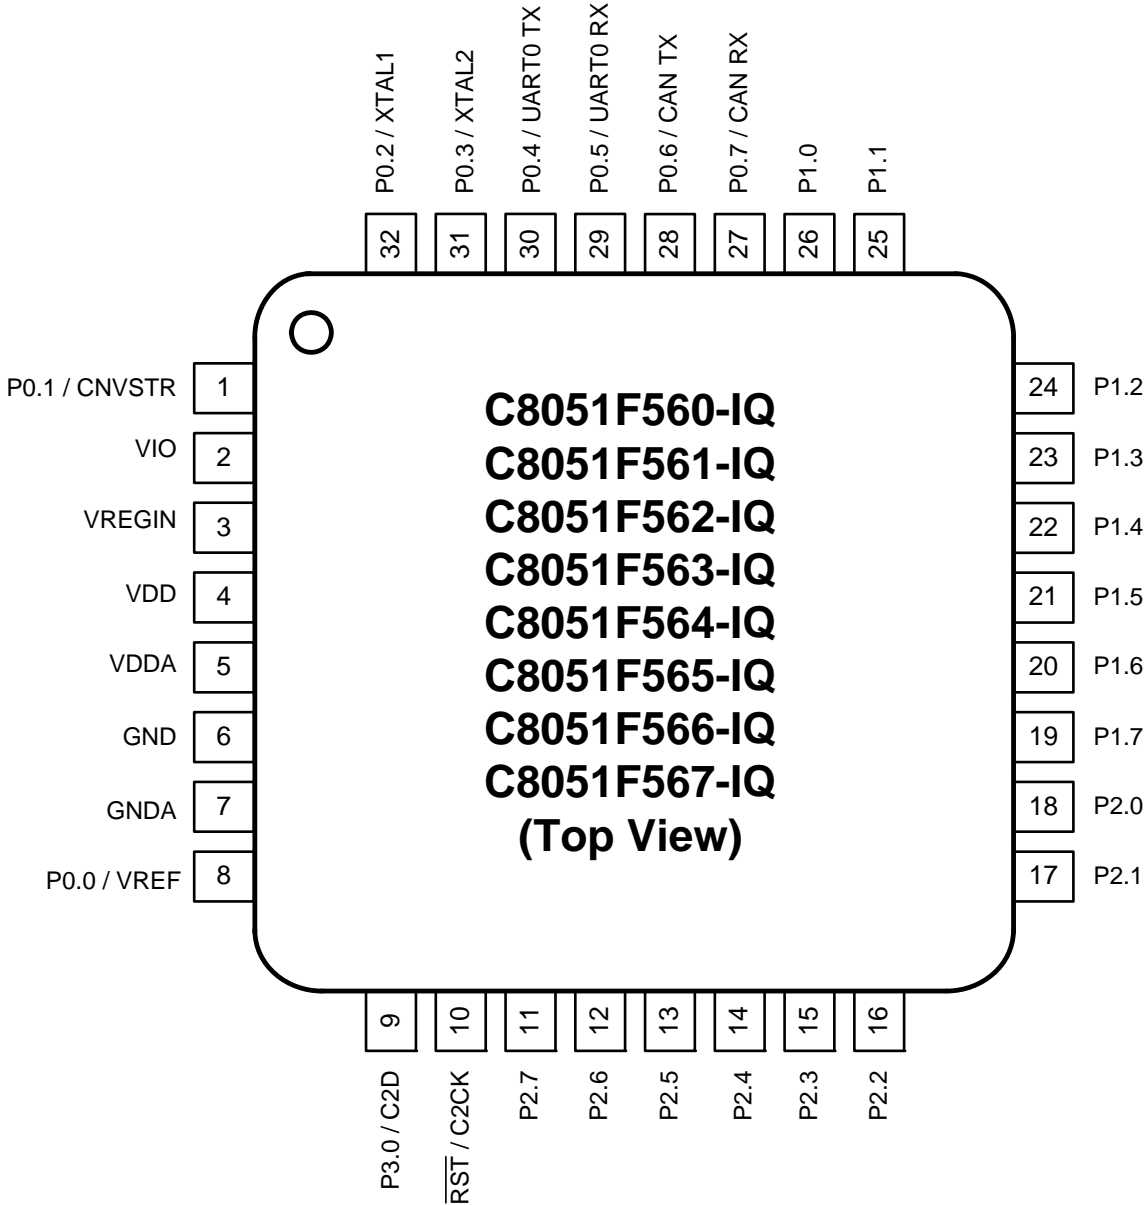 P0.2 / XTAL1
P0.3 / XTAL2
P0.4 / UART0 TX
P0.5 / UART0 RX
P0.6 / CAN TX
P0.7 / CAN RX
P1.0
P1.1
32
31
30
29
28
27
26
25
P0.1 / CNVSTR
1
VIO
2
VREGIN
3
VDD
4
VDDA
5
GND
6
GNDA
7
P0.0 / VREF
8
C8051F560-IQ
C8051F561-IQ
C8051F562-IQ
C8051F563-IQ
C8051F564-IQ
C8051F565-IQ
C8051F566-IQ
C8051F567-IQ
(Top View)
24
P1.2
23
P1.3
22
P1.4
21
P1.5
20
P1.6
19
P1.7
18
P2.0
17
P2.1
9
10
11
12
13
14
15
16
P3.0 / C2D
RST / C2CK
P2.7
P2.6
P2.5
P2.4
P2.3
P2.2